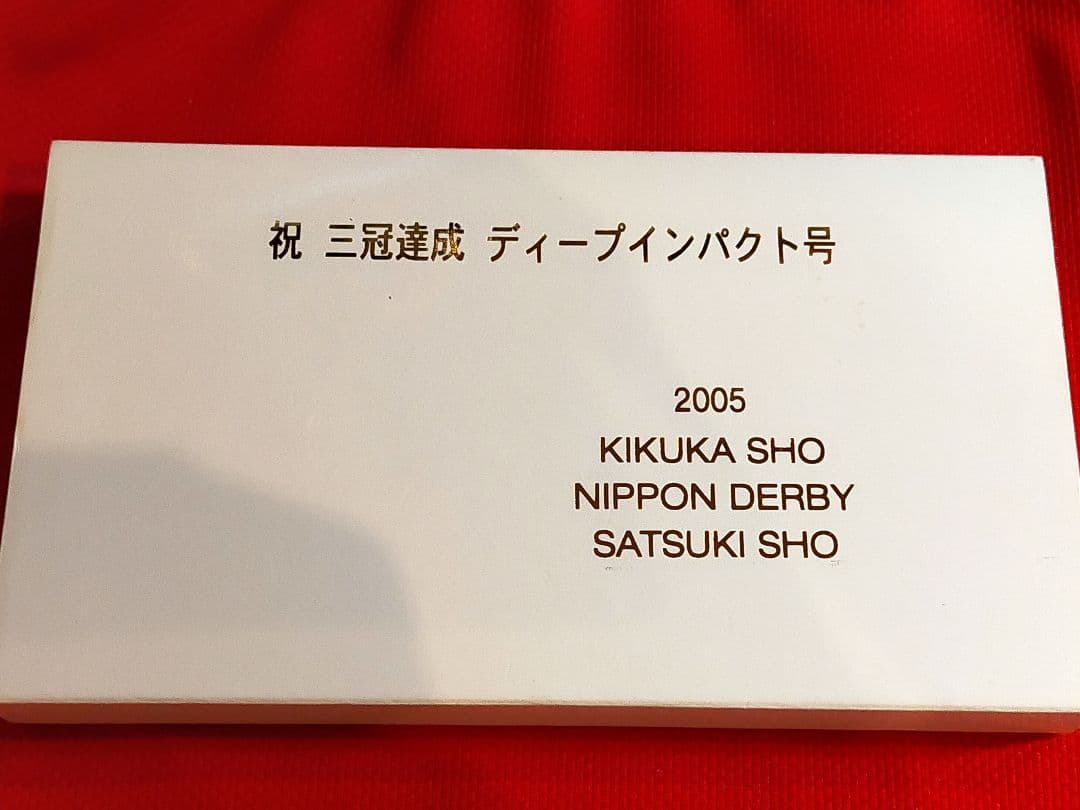 祝 三冠達成 ディープインパクト号
2005
KIKUKA SHO
NIPPON DERBY
SATSUKI SHO